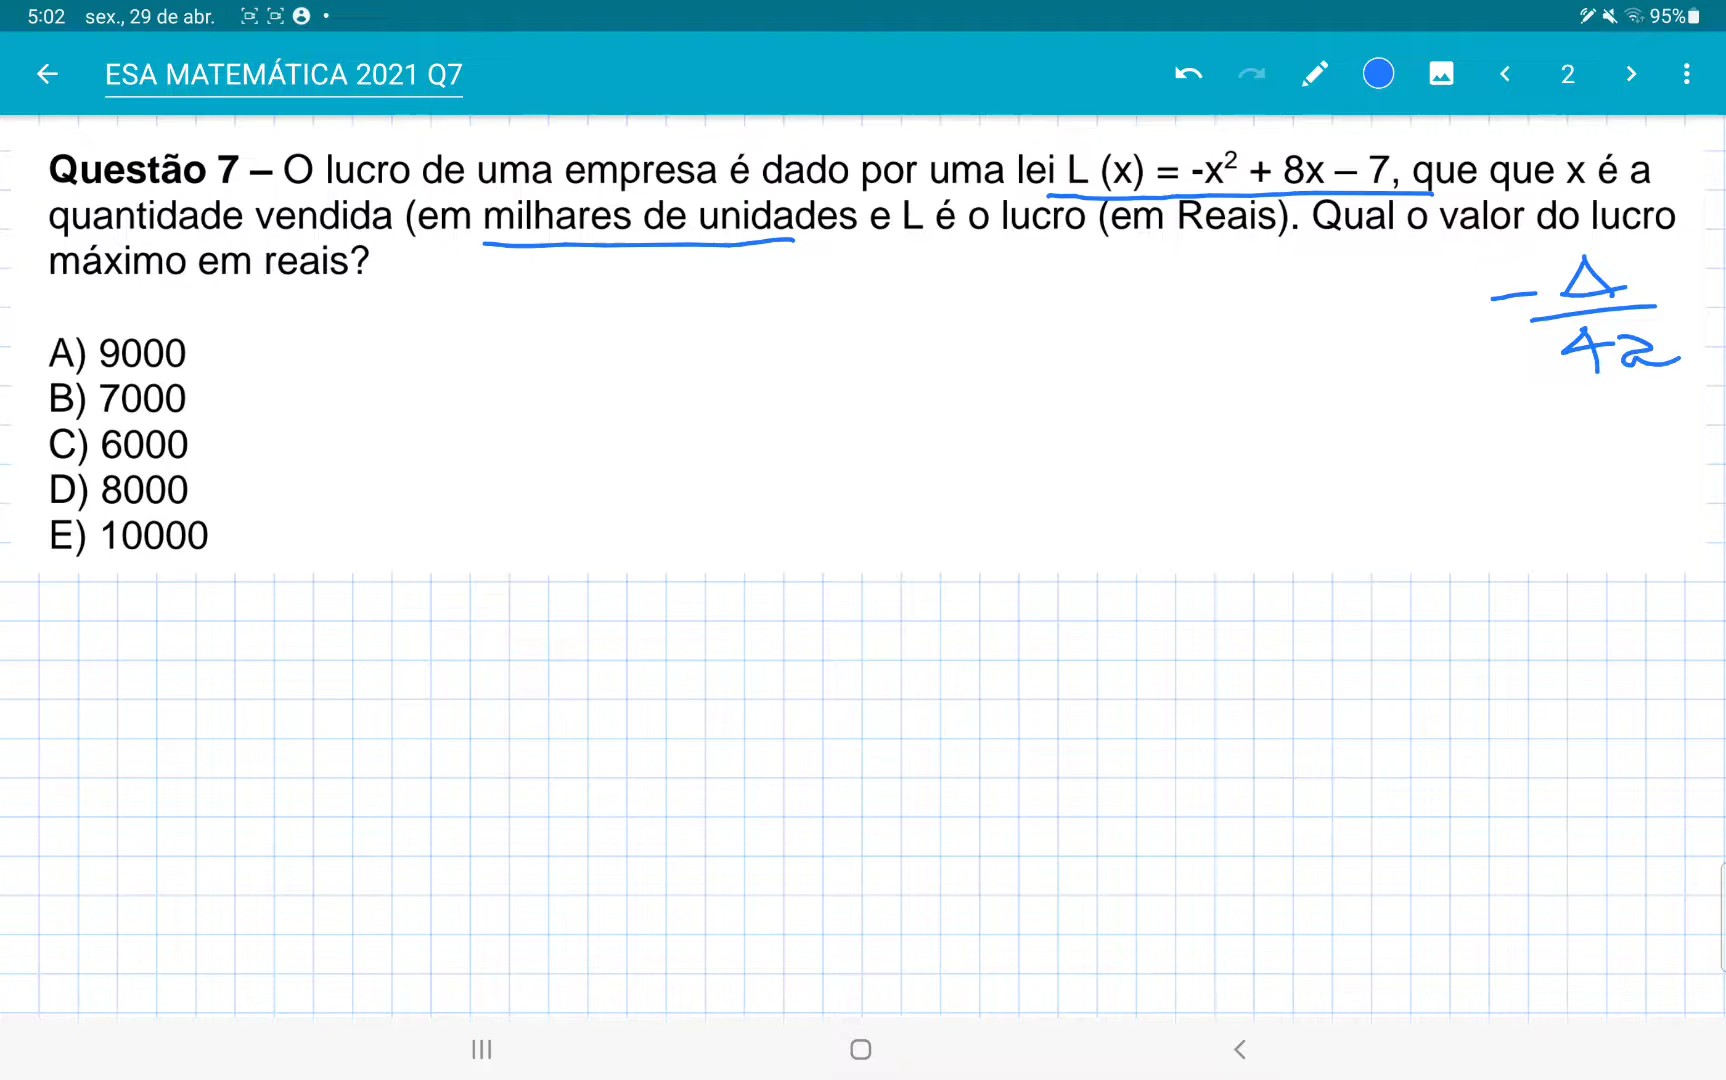 5:02 sex., 29 de abr. 95%
ESA MATEMÁTICA 2021 Q7 2
Questão 7 – O lucro de uma empresa é dado por uma lei L (x) = -x² + 8x – 7, que que x é a
quantidade vendida (em milhares de unidades e L é o lucro (em Reais). Qual o valor do lucro
máximo em reais?
- Δ
4a
A) 9000
B) 7000
C) 6000
D) 8000
E) 10000